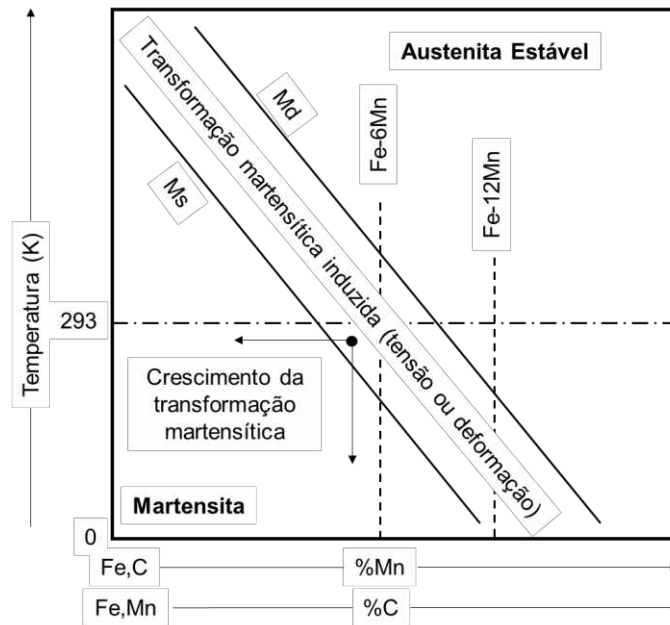 Austenita Estável
Transformação martensítica induzida (tensão ou deformação)
Md
Ms
Fe-6Mn
Fe-12Mn
Temperatura (K)
293
Crescimento da
transformação
martensítica
Martensita
0
Fe,C
%Mn
Fe,Mn
%C